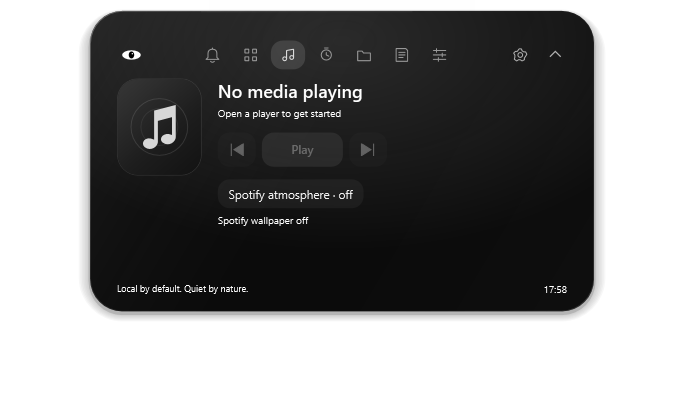 No media playing
Open a player to get started
Play
Spotify atmosphere · off
Spotify wallpaper off
Local by default. Quiet by nature.
17:58